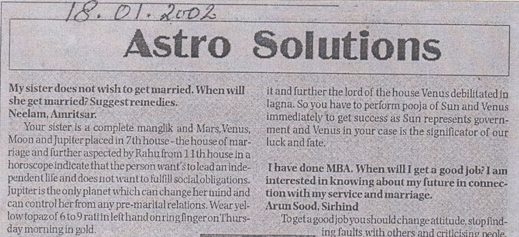 18.01.2002
Astro Solutions
My sister does not wish to get married. When will
she get married? Suggest remedies.
Neelam, Amritsar.
Your sister is a complete manglik and Mars, Venus,
Moon and Jupiter placed in 7th house - the house of mar-
riage and further aspected by Rahu from 11th house in a
horoscope indicate that the person want's to lead an inde-
pendent life and does not want to fulfill social obligations.
Jupiter is the only planet which can change her mind and
can control her from any pre-marital relations. Wear yel-
low topaz of 6 to 9 ratti in left hand on ring finger on Thurs-
day morning in gold.
it and further the lord of the house Venus debilitated in
lagna. So you have to perform pooja of Sun and Venus
immediately to get success as Sun represents govern-
ment and Venus in your case is the significator of our
luck and fate.
I have done MBA. When will I get a good job? I am
interested in knowing about my future in connec-
tion with my service and marriage.
Arun Sood, Sirhind
To get a good job you should change attitude, stop find-
ing faults with others and criticising people.